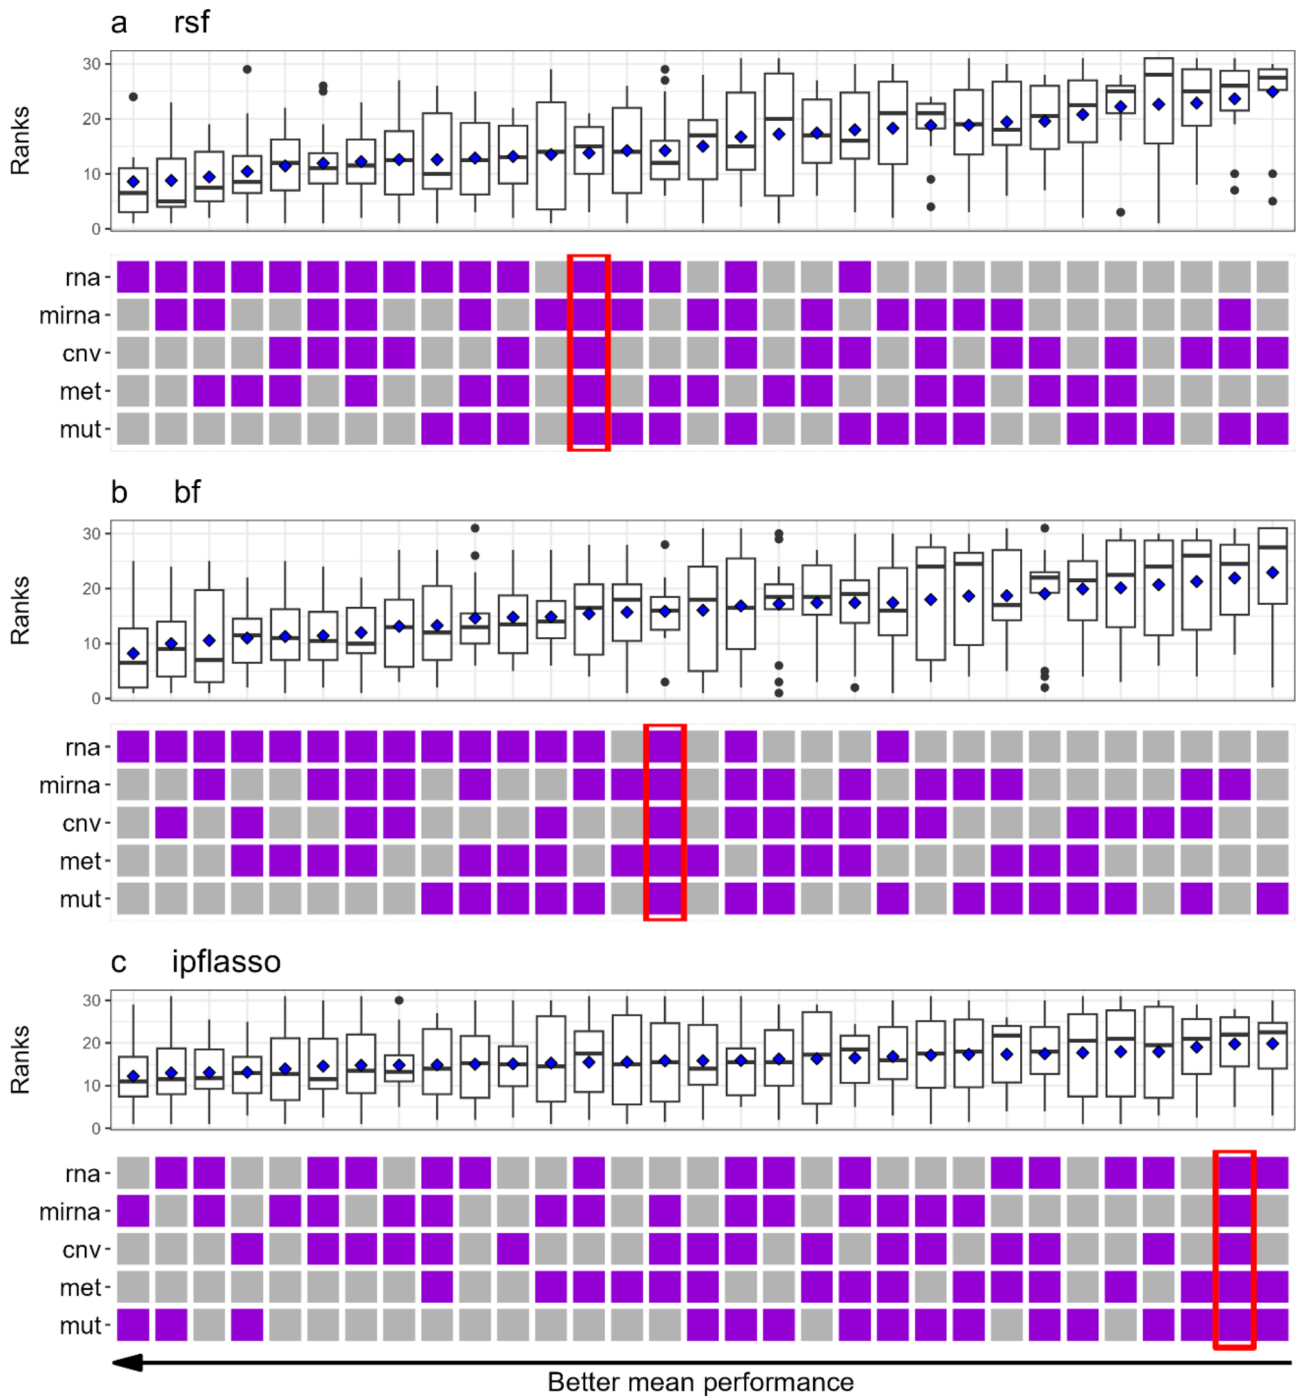 a rsf
Ranks
30
20
10
0
rna
mirna
cnv
met
mut
b bf
Ranks
30
20
10
0
rna
mirna
cnv
met
mut
c ipflasso
Ranks
30
20
10
0
rna
mirna
cnv
met
mut
Better mean performance